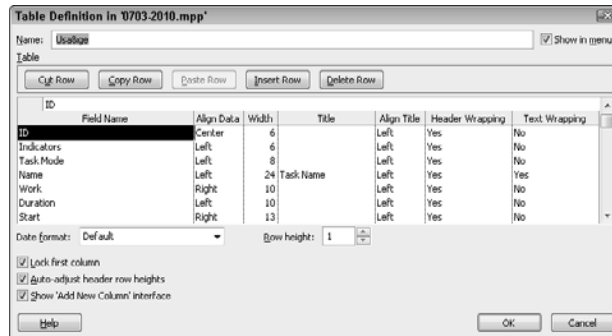 Table Definition in '0703-2010.mpp'
Name: Usa&ge
Show in menu
Table
Cut Row Copy Row Paste Row Insert Row Delete Row
ID
Field Name Align Data Width Title Align Title Header Wrapping Text Wrapping
ID Center 6 Left Yes No
Indicators Left 6 Left Yes No
Task Mode Left 8 Left Yes No
Name Left 24 Task Name Left Yes Yes
Work Right 10 Left Yes No
Duration Left 10 Left Yes No
Start Right 13 Left Yes No
Date format: Default Row height: 1
Lock first column
Auto-adjust header row heights
Show 'Add New Column' interface
Help OK Cancel